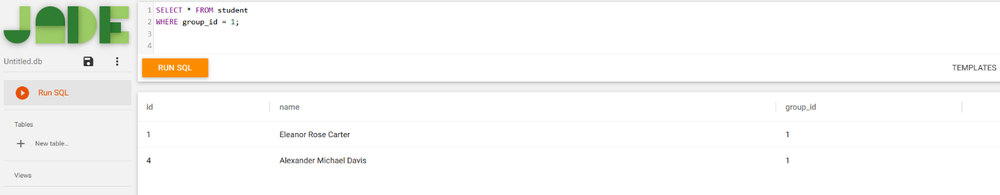 JADE
Untitled.db
Run SQL
Tables
New table...
Views
1 SELECT * FROM student
2 WHERE group_id = 1;
3
4
RUN SQL
TEMPLATES
id name group_id
1 Eleanor Rose Carter 1
4 Alexander Michael Davis 1